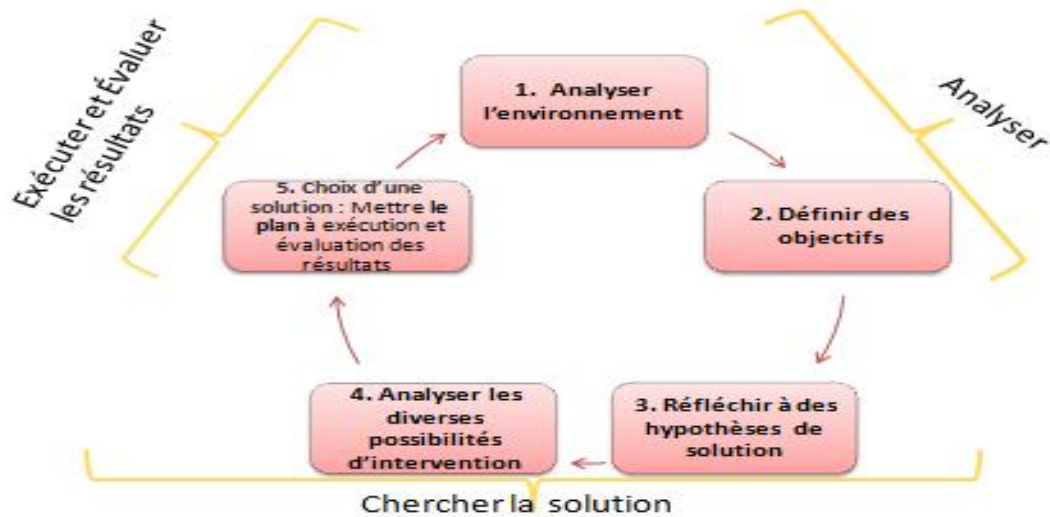 Exécuter et Évaluer
les résultats
1. Analyser
l'environnement
Analyser
5. Choix d'une
solution : Mettre le
plan à exécution et
évaluation des
résultats
2. Définir des
objectifs
4. Analyser les
diverses
possibilités
d'intervention
3. Réfléchir à des
hypothèses de
solution
Chercher la solution